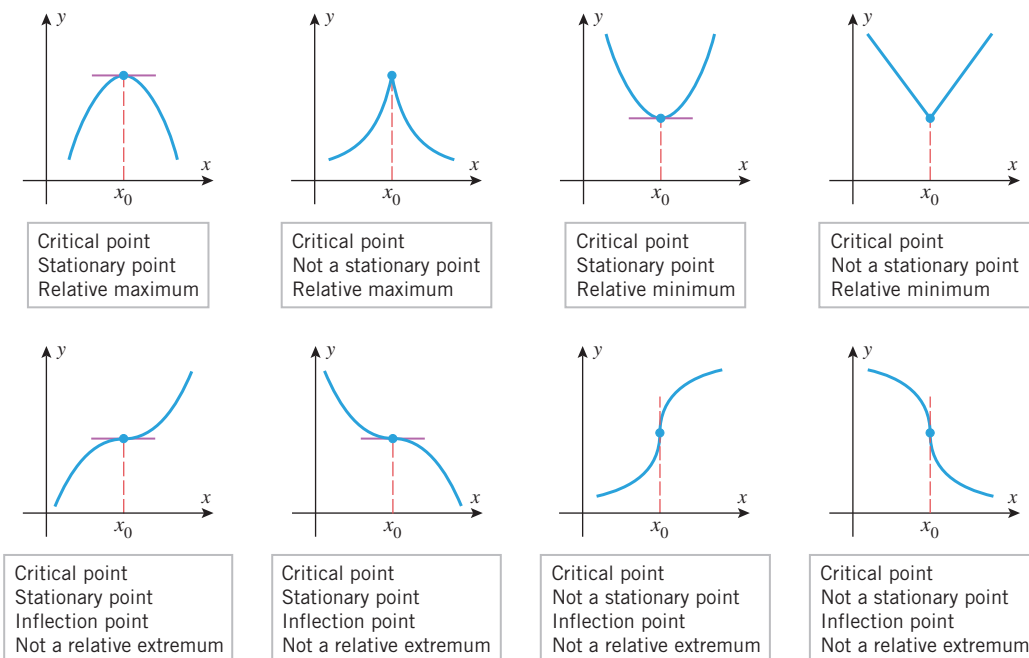 y
x
x0
Critical point
Stationary point
Relative maximum
y
x
x0
Critical point
Not a stationary point
Relative maximum
y
x
x0
Critical point
Stationary point
Relative minimum
y
x
x0
Critical point
Not a stationary point
Relative minimum
y
x
x0
Critical point
Stationary point
Inflection point
Not a relative extremum
y
x
x0
Critical point
Stationary point
Inflection point
Not a relative extremum
y
x
x0
Critical point
Not a stationary point
Inflection point
Not a relative extremum
y
x
x0
Critical point
Not a stationary point
Inflection point
Not a relative extremum